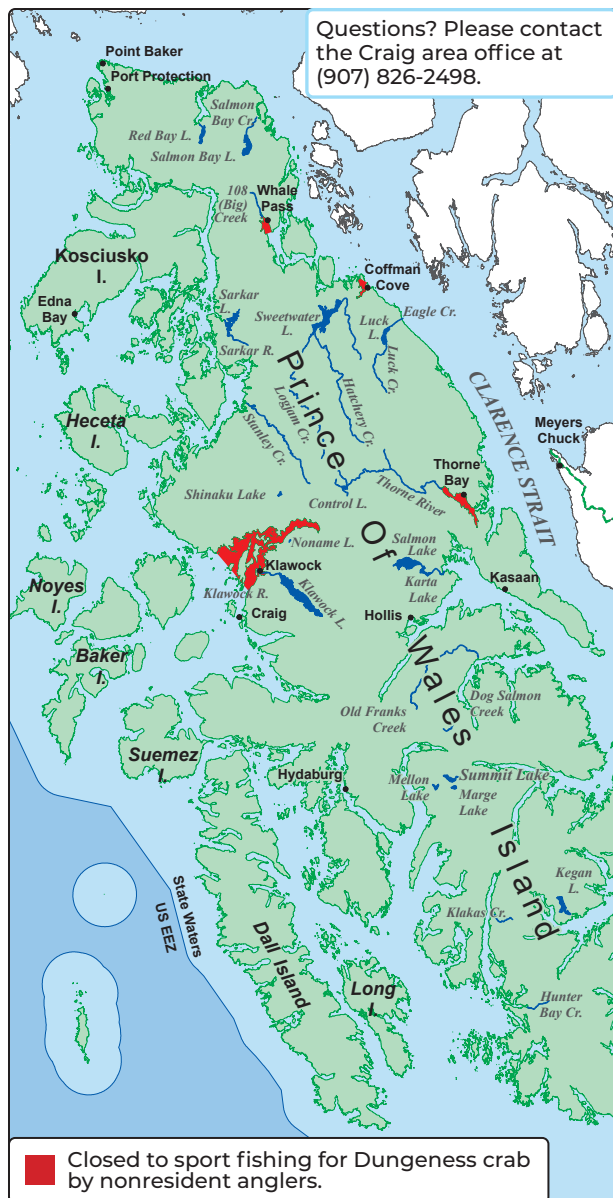 Questions? Please contact
the Craig area office at
(907) 826-2498.
Point Baker
Port Protection
Salmon
Bay Cr.
Red Bay L.
Salmon Bay L.
108
(Big)
Creek
Whale
Pass
Kosciusko
I.
Coffman
Cove
Edna
Bay
Sarkar
L.
Sweetwater
L.
Luck
L.
Eagle Cr.
Sarkar R.
Luck Cr.
Prince
Hatchery Cr.
Logjam Cr.
Stanley Cr.
CLARENCE STRAIT
Heceta
I.
Meyers
Chuck
Thorne
Bay
Shinaku Lake
Control L.
Thorne River
Of
Noname L.
Salmon
Lake
Klawock
Karta
Lake
Kasaan
Noyes
I.
Klawock R.
Klawock L.
Craig
Hollis
Baker
I.
Wales
Dog Salmon
Creek
Old Franks
Creek
Suemez
I.
Hydaburg
Mellon
Lake
Summit Lake
Marge
Lake
Island
Kegan
L.
State Waters
US EEZ
Klakas Cr.
Dall Island
Long
I.
Hunter
Bay Cr.
Closed to sport fishing for Dungeness crab
by nonresident anglers.